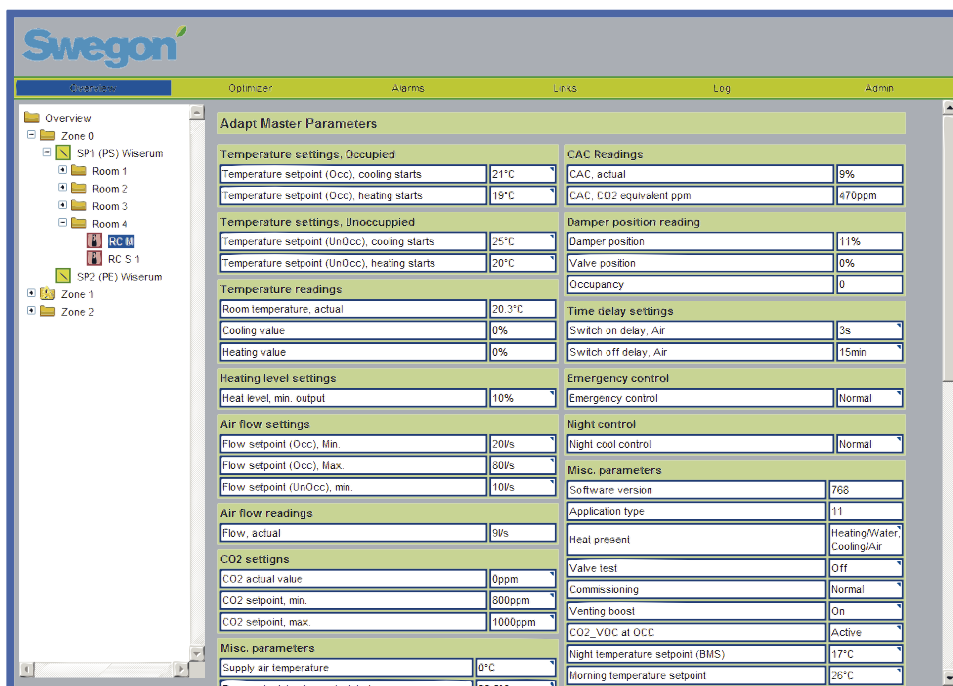 Swegon
Overview Optimizer Alarms Links Log Admin
Overview
Zone 0
SP1 (PS) Wiserum
Room 1
Room 2
Room 3
Room 4
RC M
RC S 1
SP2 (PE) Wiserum
Zone 1
Zone 2
Adapt Master Parameters
Temperature settings, Occupied
Temperature setpoint (Occ), cooling starts 21°C
Temperature setpoint (Occ), heating starts 19°C
Temperature settings, Unoccuppied
Temperature setpoint (UnOcc), cooling starts 25°C
Temperature setpoint (UnOcc), heating starts 20°C
Temperature readings
Room temperature, actual 20.3°C
Cooling value 0%
Heating value 0%
Heating level settings
Heat level, min. output 10%
Air flow settings
Flow setpoint (Occ), Min. 20l/s
Flow setpoint (Occ), Max. 80l/s
Flow setpoint (UnOcc), min. 10l/s
Air flow readings
Flow, actual 9l/s
CO2 settigns
CO2 actual value 0ppm
CO2 setpoint, min. 800ppm
CO2 setpoint, max. 1000ppm
Misc. parameters
Supply air temperature 0°C
CAC Readings
CAC, actual 9%
CAC, CO2 equivalent ppm 470ppm
Damper position reading
Damper position 11%
Valve position 0%
Occupancy 0
Time delay settings
Switch on delay, Air 3s
Switch off delay, Air 15min
Emergency control
Emergency control Normal
Night control
Night cool control Normal
Misc. parameters
Software version 768
Application type 11
Heat present Heating/Water,
Cooling/Air
Valve test Off
Commissioning Normal
Venting boost On
CO2_VOC at OCC Active
Night temperature setpoint (BMS) 17°C
Morning temperature setpoint 26°C